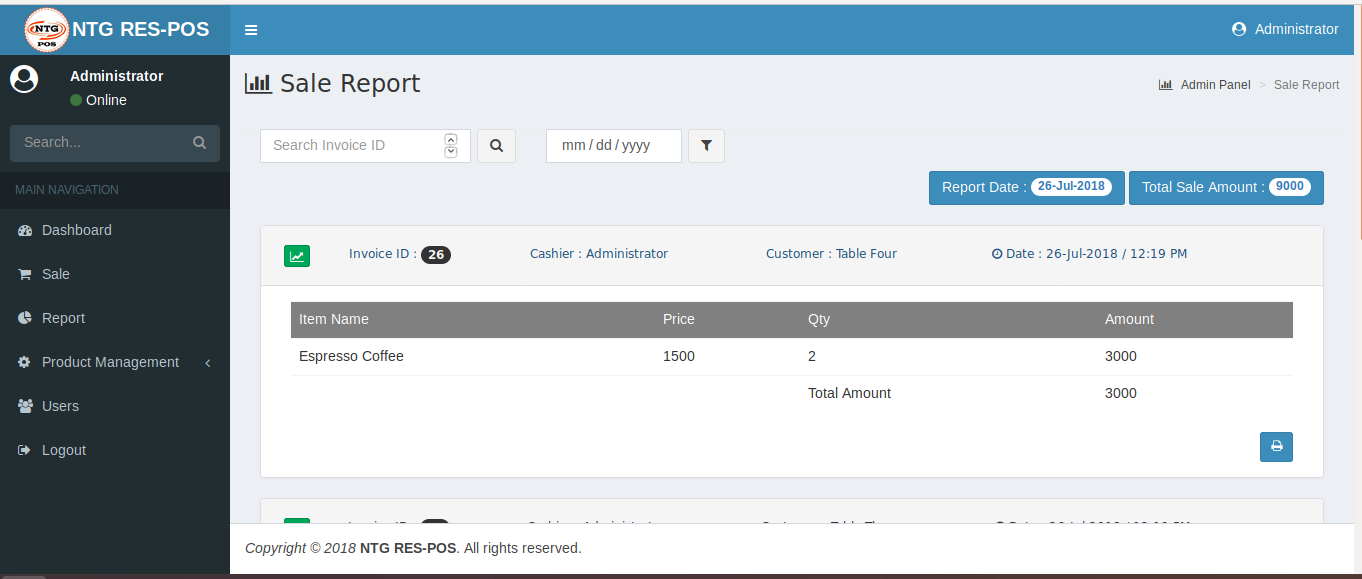 NTG
POS
NTG RES-POS
Administrator
Administrator
Online
Search...
MAIN NAVIGATION
Dashboard
Sale
Report
Product Management
Users
Logout
Sale Report
Admin Panel > Sale Report
Search Invoice ID
mm / dd / yyyy
Report Date : 26-Jul-2018 Total Sale Amount : 9000
Invoice ID : 26 Cashier : Administrator Customer : Table Four Date : 26-Jul-2018 / 12:19 PM
Item Name Price Qty Amount
Espresso Coffee 1500 2 3000
Total Amount 3000
Copyright © 2018 NTG RES-POS. All rights reserved.